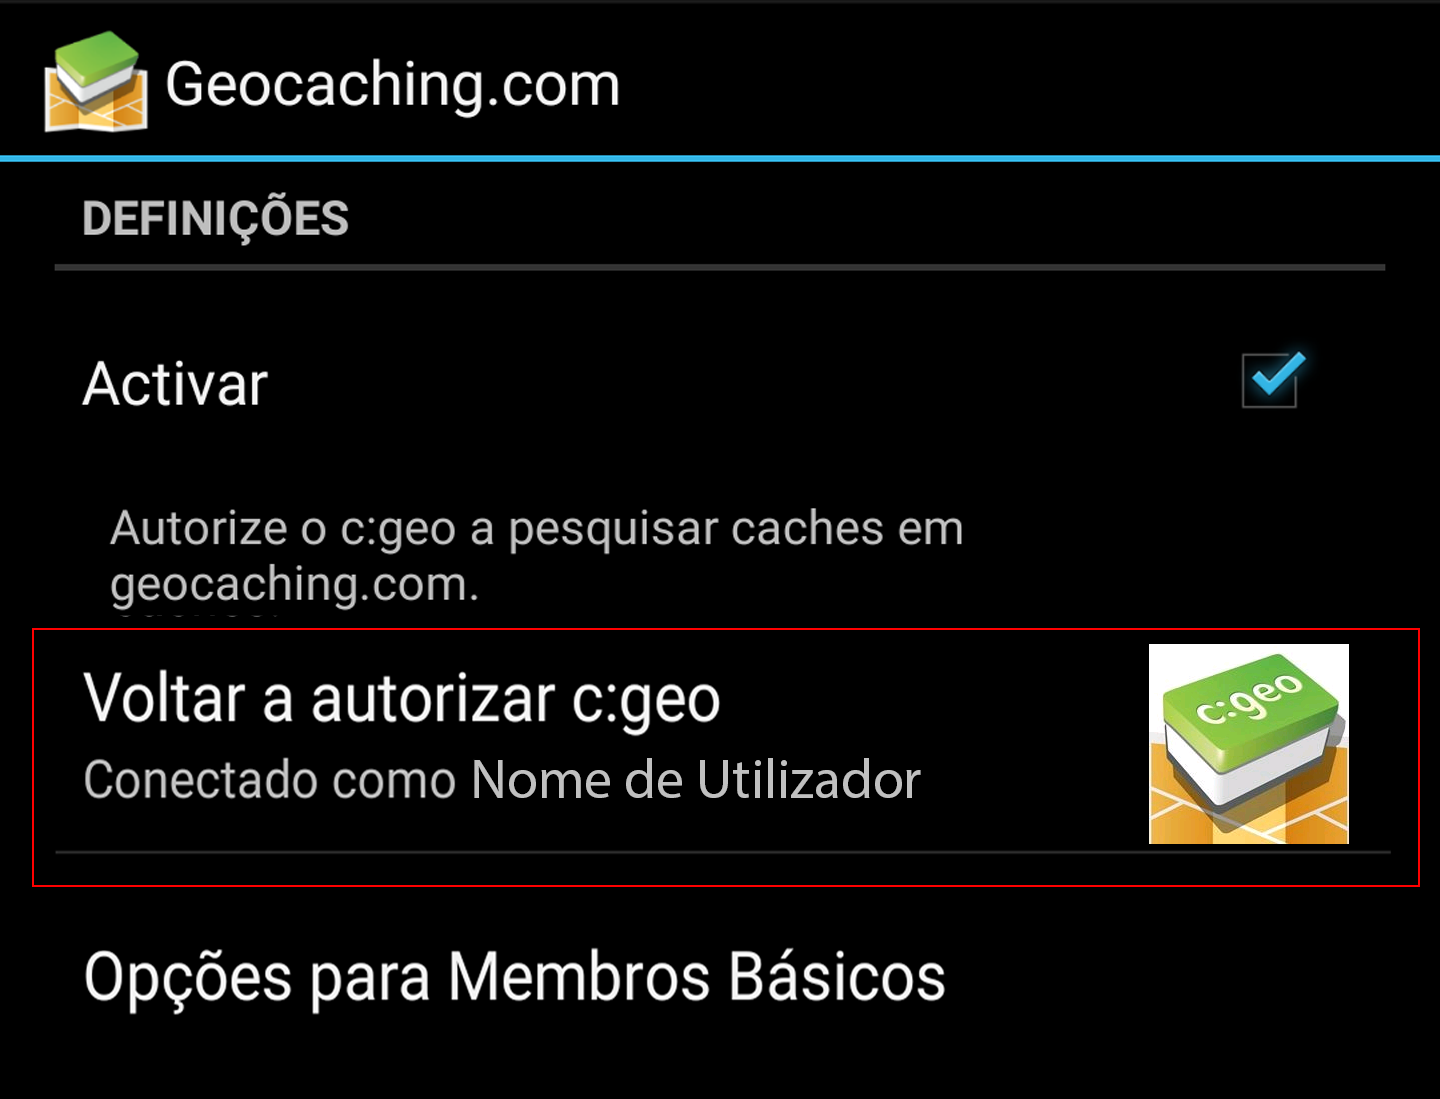 Geocaching.com
DEFINIÇÕES
Activar
Autorize o c:geo a pesquisar caches em
geocaching.com.
Voltar a autorizar c:geo
c:geo
Conectado como Nome de Utilizador
Opções para Membros Básicos